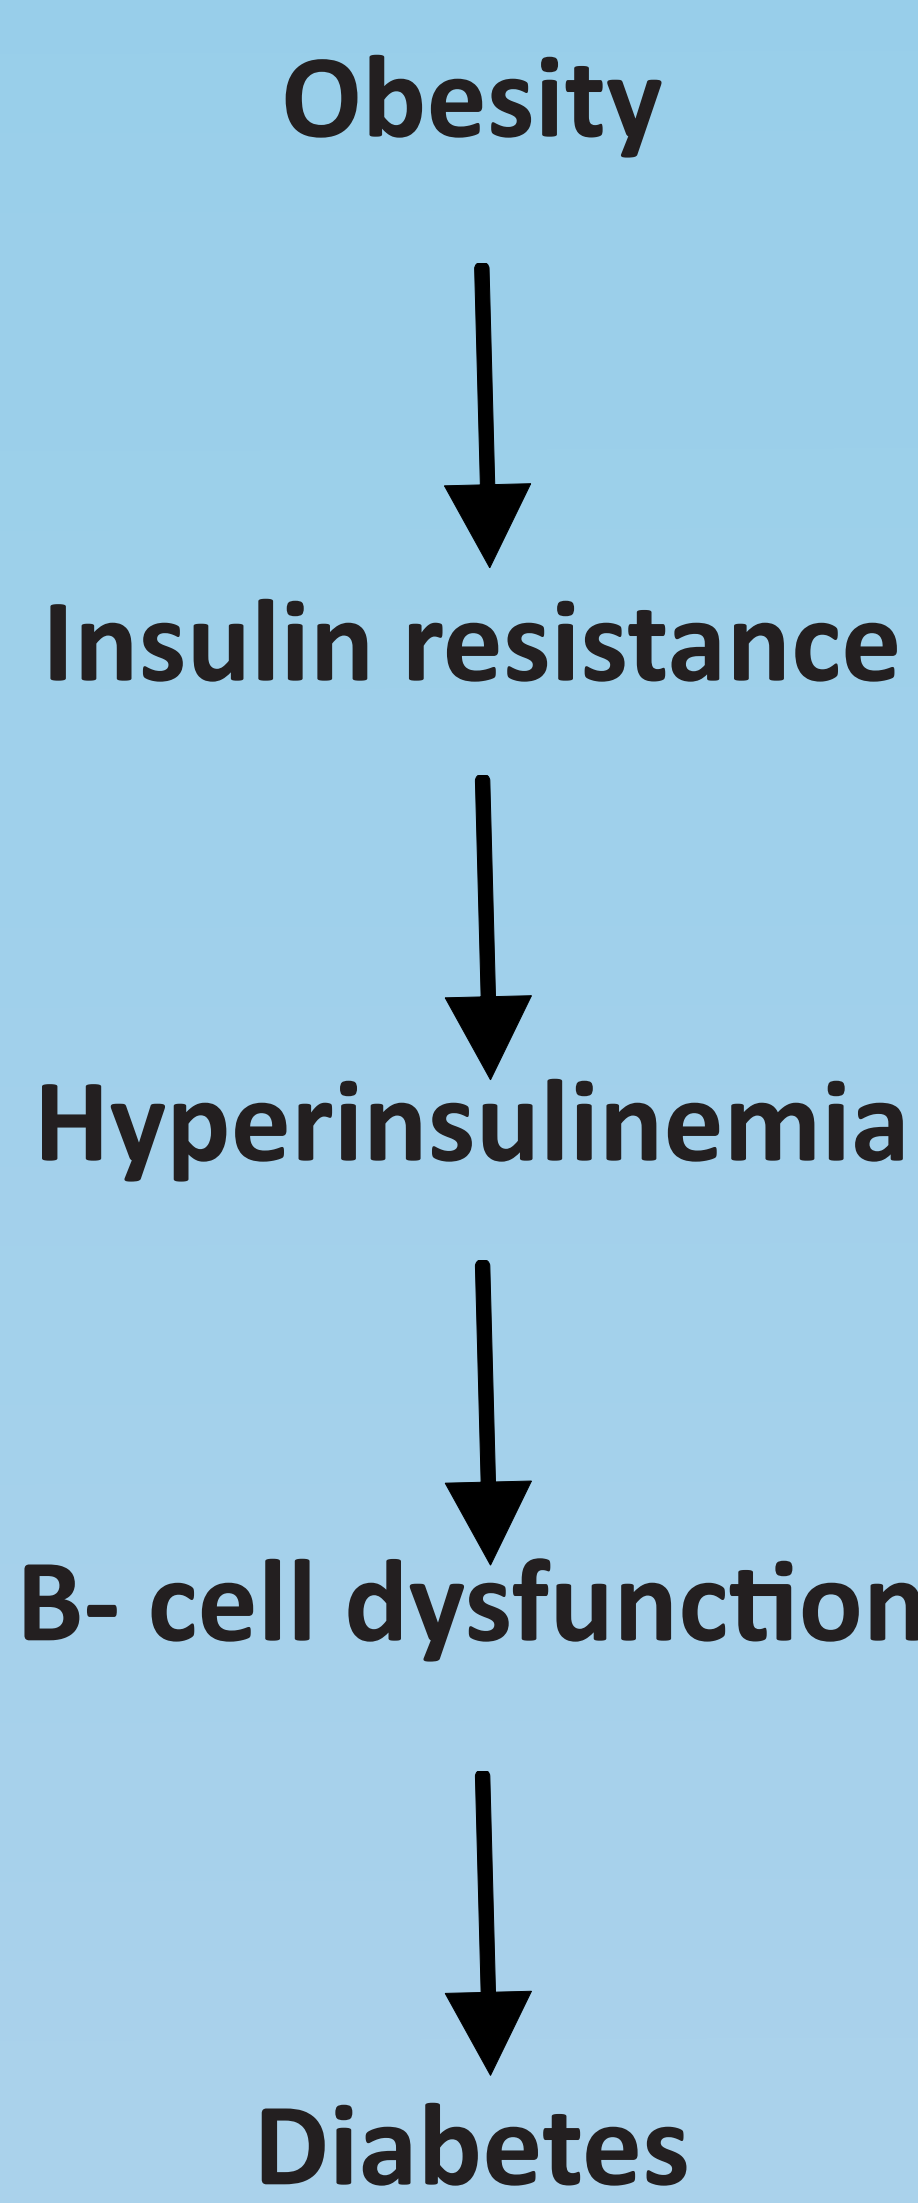 Obesity
Insulin resistance
Hyperinsulinemia
B- cell dysfunction
Diabetes